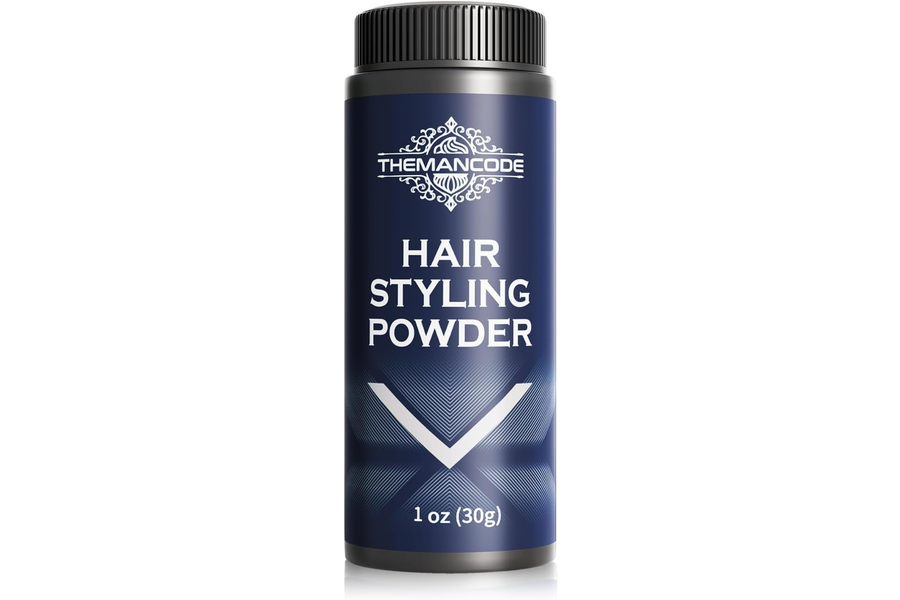 THEMANCODE
HAIR
STYLING
POWDER
1 oz (30g)